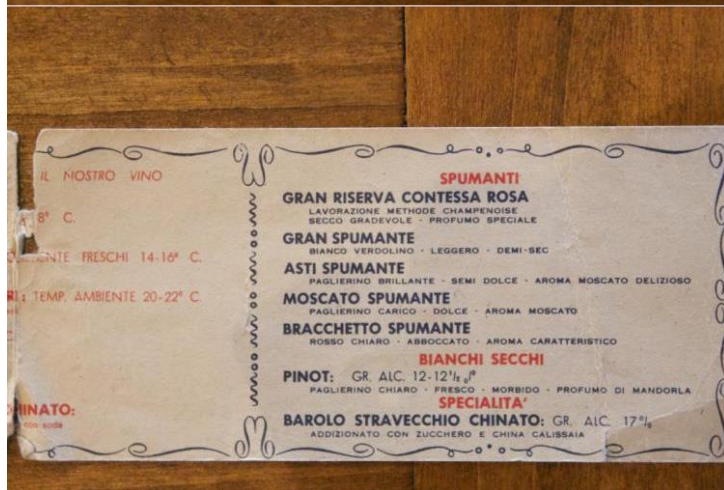 IL NOSTRO VINO
8° C.
FRESCHI 14-16° C.
TEMP. AMBIENTE 20-22° C.
con soda
SPUMANTI
GRAN RISERVA CONTESSA ROSA
LAVORAZIONE METHODE CHAMPENOISE
SECCO GRADEVOLE - PROFUMO SPECIALE
GRAN SPUMANTE
BIANCO VERDOLINO - LEGGERO - DEMI-SEC
ASTI SPUMANTE
PAGLIERINO BRILLANTE - SEMI DOLCE - AROMA MOSCATO DELIZIOSO
MOSCATO SPUMANTE
PAGLIERINO CARICO - DOLCE - AROMA MOSCATO
BRACCHETTO SPUMANTE
ROSSO CHIARO - ABBOCCATO - AROMA CARATTERISTICO
BIANCHI SECCHI
PINOT: GR. ALC. 12-12½ %
PAGLIERINO CHIARO - FRESCO - MORBIDO - PROFUMO DI MANDORLA
SPECIALITA'
BAROLO STRAVECCHIO CHINATO: GR. ALC. 17%
ADDIZIONATO CON ZUCCHERO E CHINA CALISSAIA